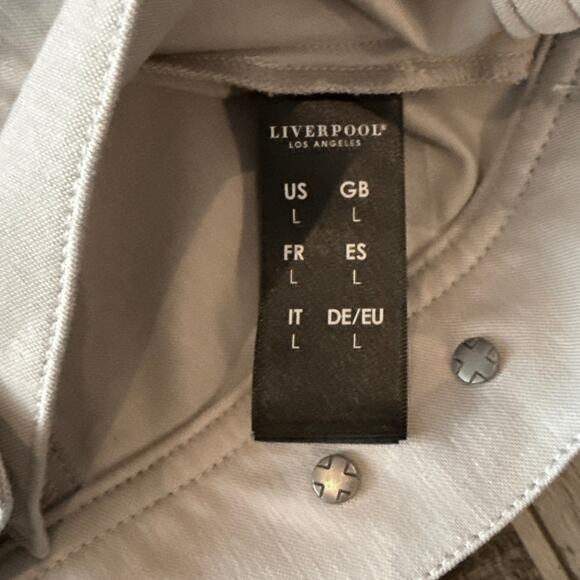 LIVERPOOL®
LOS ANGELES
US GB
L L
FR ES
L L
IT DE/EU
L L